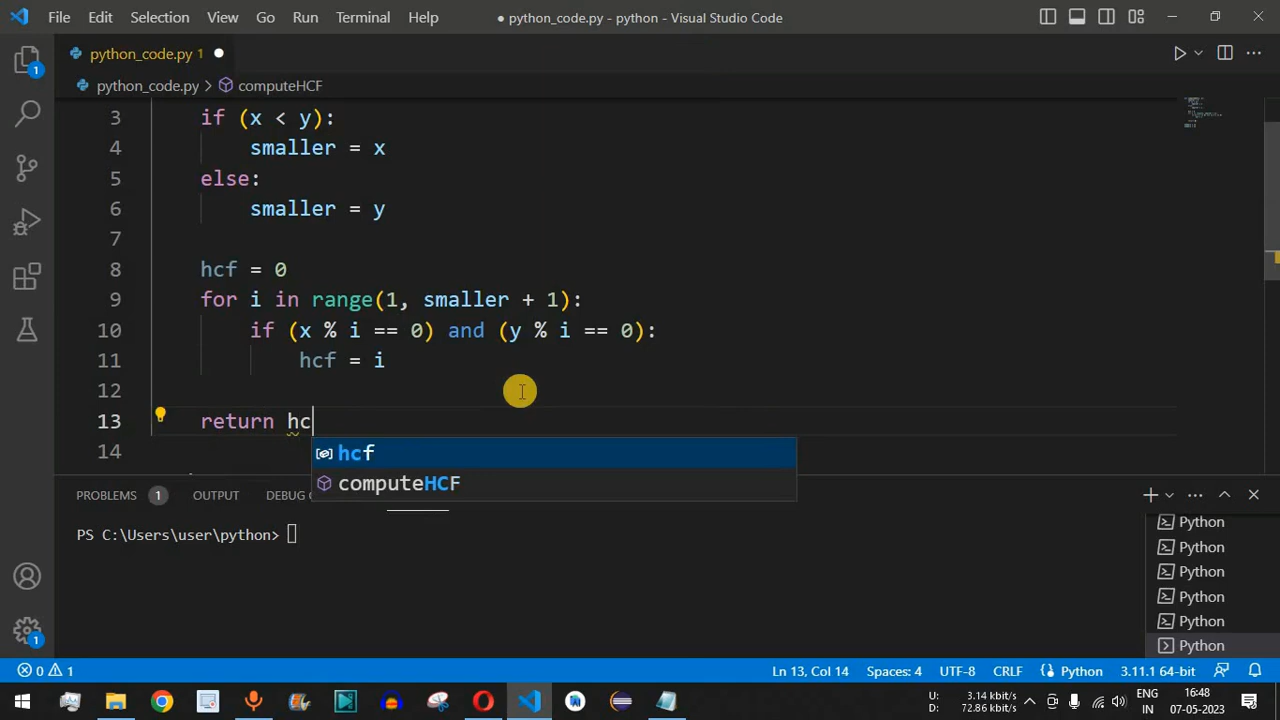 File Edit Selection View Go Run Terminal Help
● python_code.py - python - Visual Studio Code
python_code.py 1
python_code.py > computeHCF
3 if (x < y):
4 smaller = x
5 else:
6 smaller = y
7
8 hcf = 0
9 for i in range(1, smaller + 1):
10 if (x % i == 0) and (y % i == 0):
11 hcf = i
12
13 return hc
14
hcf
computeHCF
PROBLEMS 1 OUTPUT DEBUG C
PS C:\Users\user\python>
Python
Python
Python
Python
Python
Python
0 1 Ln 13, Col 14 Spaces: 4 UTF-8 CRLF Python 3.11.1 64-bit
U: 3.14 kbit/s ENG 16:48
D: 72.86 kbit/s IN 07-05-2023
1
1